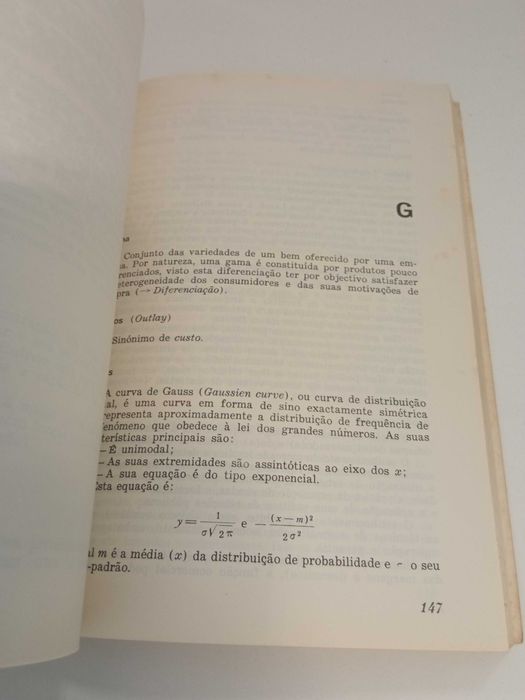 G
Conjunto das variedades de um bem oferecido por uma em-
Por natureza, uma gama é constituída por produtos pouco
renciados, visto esta diferenciação ter por objectivo satisfazer
eterogeneidade dos consumidores e das suas motivações de
pra (→ Diferenciação).
os (Outlay)
Sinónimo de custo.
s
A curva de Gauss (Gaussien curve), ou curva de distribuição
al, é uma curva em forma de sino exactamente simétrica
representa aproximadamente a distribuição de frequência de
fenómeno que obedece à lei dos grandes números. As suas
terísticas principais são:
— É unimodal;
— As suas extremidades são assintóticas ao eixo dos x;
— A sua equação é do tipo exponencial.
Esta equação é:
y = 1 / σ√2π e − (x — m)² / 2σ²
al m é a média (x) da distribuição de probabilidade e σ o seu
-padrão.
147